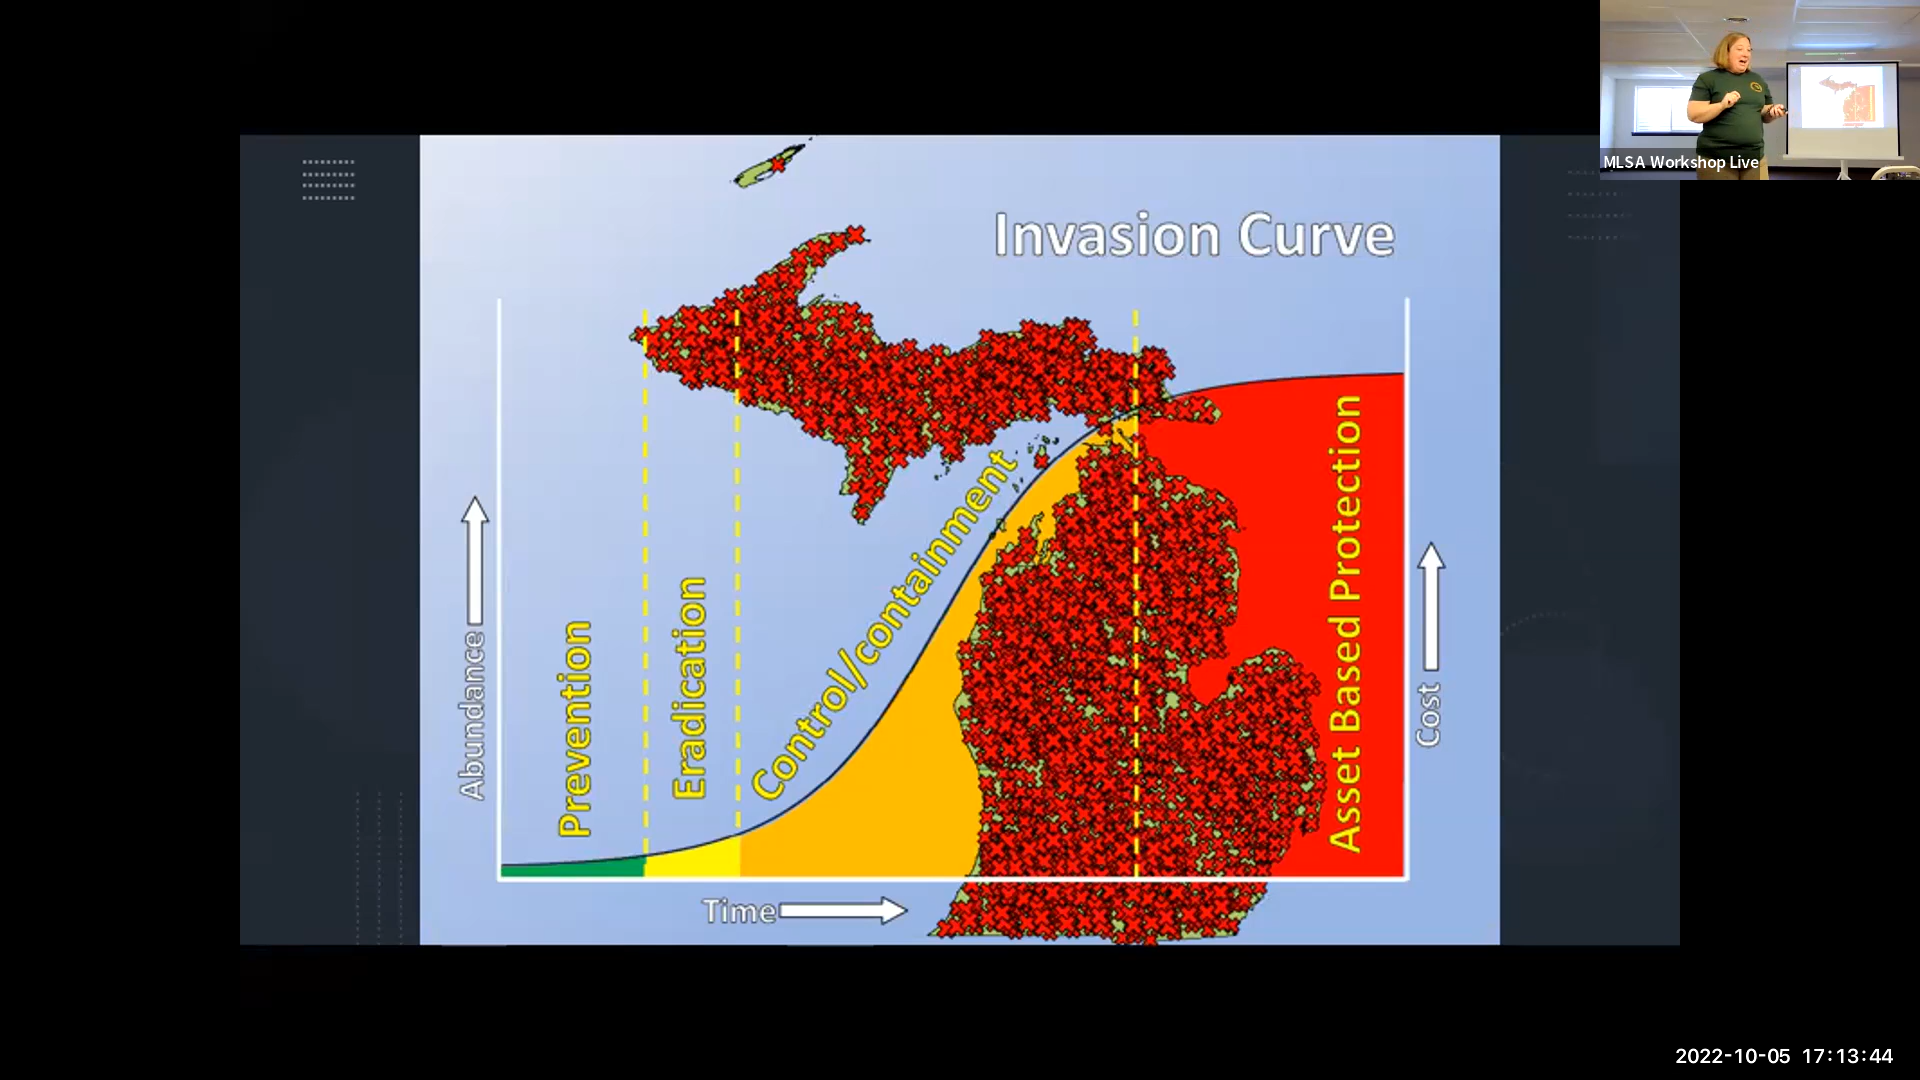 MLSA Workshop Live
Invasion Curve
Abundance
Prevention
Eradication
Control/containment
Asset Based Protection
Cost
Time
2022-10-05 17:13:44